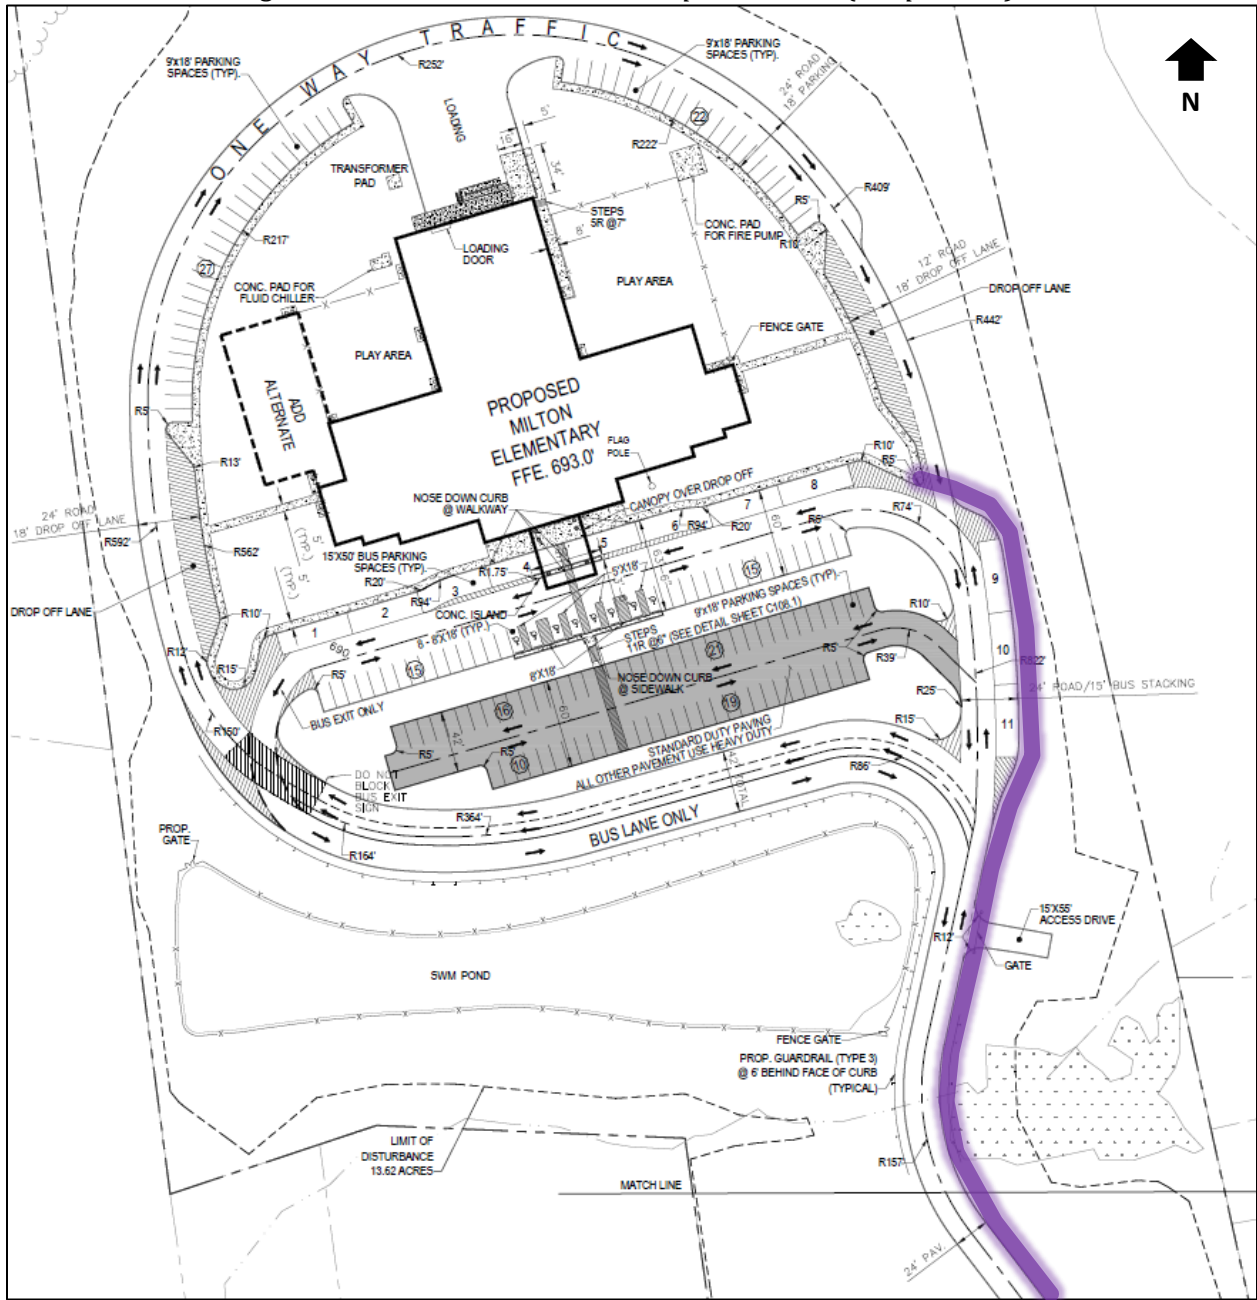 ONE WAY TRAFFIC
9'x18' PARKING
SPACES (TYP).
R252'
9'x18' PARKING
SPACES (TYP).
24' ROAD
18' PARKING
N
LOADING
5'
16'
34'
22
R222'
TRANSFORMER
PAD
STEPS
5R @7"
8'
R409'
R5'
R10'
CONC. PAD
FOR FIRE PUMP
LOADING
DOOR
R217'
27
12' ROAD
18' DROP OFF LANE
CONC. PAD FOR
FLUID CHILLER
PLAY AREA
DROP OFF LANE
R442'
FENCE GATE
PLAY AREA
ADD
ALTERNATE
PROPOSED
MILTON
ELEMENTARY
FFE. 693.0'
FLAG
POLE
R5'
R13'
R10'
R5'
NOSE DOWN CURB
@ WALKWAY
CANOPY OVER DROP OFF
24' ROAD
18' DROP OFF LANE
R592'
R562'
5'
(TYP.)
5'
(TYP.)
15'X50' BUS PARKING
SPACES (TYP).
R20'
R94'
R1.75'
1
2
3
4
5
6
7
8
R94'
R20'
60'
R5'
R74'
DROP OFF LANE
R10'
CONC. ISLAND
5'X18'
15
9'x18' PARKING SPACES (TYP).
9
690
8 - 8'X18' (TYP.)
STEPS
11R @6" (SEE DETAIL SHEET C108.1)
R10'
R12'
R15'
R5'
15
8'X18'
21
R5'
R39'
10
R822'
NOSE DOWN CURB
@ SIDEWALK
24' ROAD/15' BUS STACKING
BUS EXIT ONLY
16
19
R25'
R150'
42'
60'
R15'
11
R5'
R5'
10
STANDARD DUTY PAVING
ALL OTHER PAVEMENT USE HEAVY DUTY
R86'
DO NOT
BLOCK
BUS EXIT
SIGN
42' TOTAL
R364'
BUS LANE ONLY
PROP.
GATE
R164'
15'X55'
ACCESS DRIVE
R12'
GATE
SWM POND
FENCE GATE
PROP. GUARDRAIL (TYPE 3)
@ 6' BEHIND FACE OF CURB
(TYPICAL)
LIMIT OF
DISTURBANCE
13.62 ACRES
R157'
MATCH LINE
24' PAV.